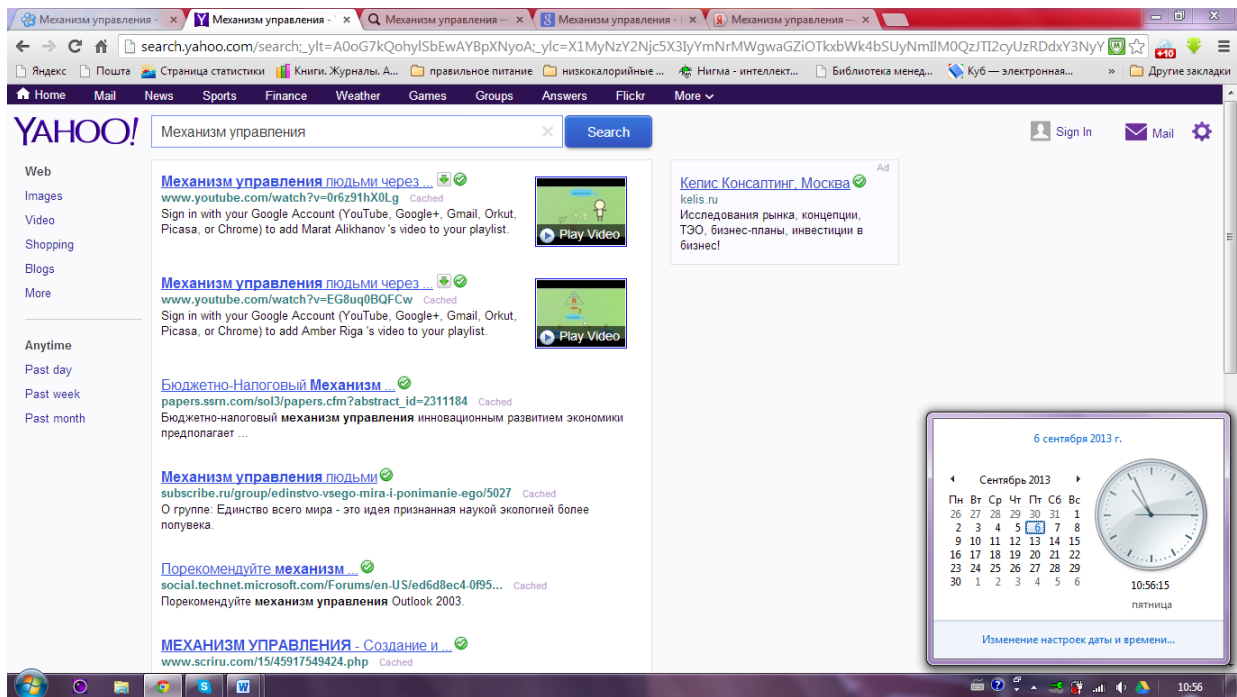 Механизм управления -
Механизм управления - 
Механизм управления —
Механизм управления -
Механизм управления —
search.yahoo.com/search;_ylt=A0oG7kQohylSbEwAYBpXNyoA;_ylc=X1MyNzY2Njc5X3IyYmNrMWgwaGZiOTkxbWk4bSUyNmIlM0QzJTI2cyUzRDdxY3NyY
+10
Яндекс
Почта
Страница статистики
Книги. Журналы. А...
правильное питание
низкокалорийные ...
Нигма - интеллект...
Библиотека менед...
Куб — электронная...
»
Другие закладки
Home Mail News Sports Finance Weather Games Groups Answers Flickr More
YAHOO!
Механизм управления
Search
Sign In
Mail
Web
Images
Video
Shopping
Blogs
More
Anytime
Past day
Past week
Past month
Механизм управления людьми через ...
www.youtube.com/watch?v=0r6z91hX0Lg Cached
Sign in with your Google Account (YouTube, Google+, Gmail, Orkut,
Picasa, or Chrome) to add Marat Alikhanov 's video to your playlist.
Play Video
Механизм управления людьми через ...
www.youtube.com/watch?v=EG8uq0BQFCw Cached
Sign in with your Google Account (YouTube, Google+, Gmail, Orkut,
Picasa, or Chrome) to add Amber Riga 's video to your playlist.
Play Video
Бюджетно-Налоговый Механизм ...
papers.ssrn.com/sol3/papers.cfm?abstract_id=2311184 Cached
Бюджетно-налоговый механизм управления инновационным развитием экономики
предполагает ...
Механизм управления людьми
subscribe.ru/group/edinstvo-vsego-mira-i-ponimanie-ego/5027 Cached
О группе: Единство всего мира - это идея признанная наукой экологией более
полувека.
Порекомендуйте механизм ...
social.technet.microsoft.com/Forums/en-US/ed6d8ec4-0f95... Cached
Порекомендуйте механизм управления Outlook 2003.
МЕХАНИЗМ УПРАВЛЕНИЯ - Создание и ...
www.scriru.com/15/45917549424.php Cached
Ad
Кепис Консалтинг, Москва
kelis.ru
Исследования рынка, концепции,
ТЭО, бизнес-планы, инвестиции в
бизнес!
6 сентября 2013 г.
Сентябрь 2013
Пн Вт Ср Чт Пт Сб Вс
26 27 28 29 30 31 1
2 3 4 5 6 7 8
9 10 11 12 13 14 15
16 17 18 19 20 21 22
23 24 25 26 27 28 29
30 1 2 3 4 5 6
10:56:15
пятница
Изменение настроек даты и времени...
10:56